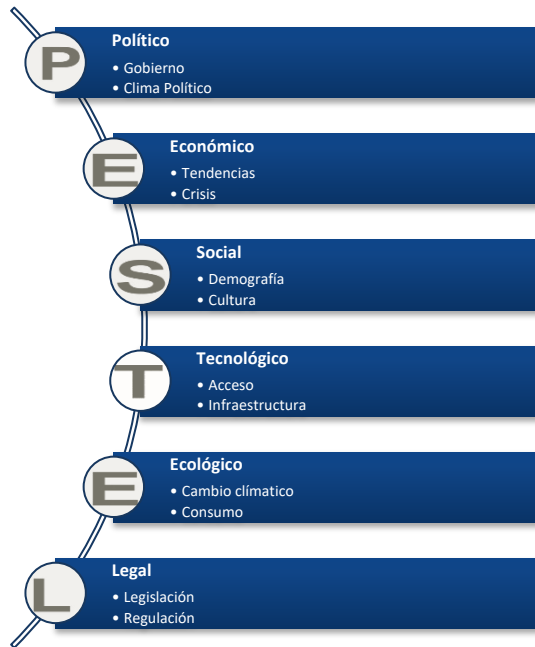 P
Político
• Gobierno
• Clima Político
E
Económico
• Tendencias
• Crisis
S
Social
• Demografía
• Cultura
T
Tecnológico
• Acceso
• Infraestructura
E
Ecológico
• Cambio clímatico
• Consumo
L
Legal
• Legislación
• Regulación